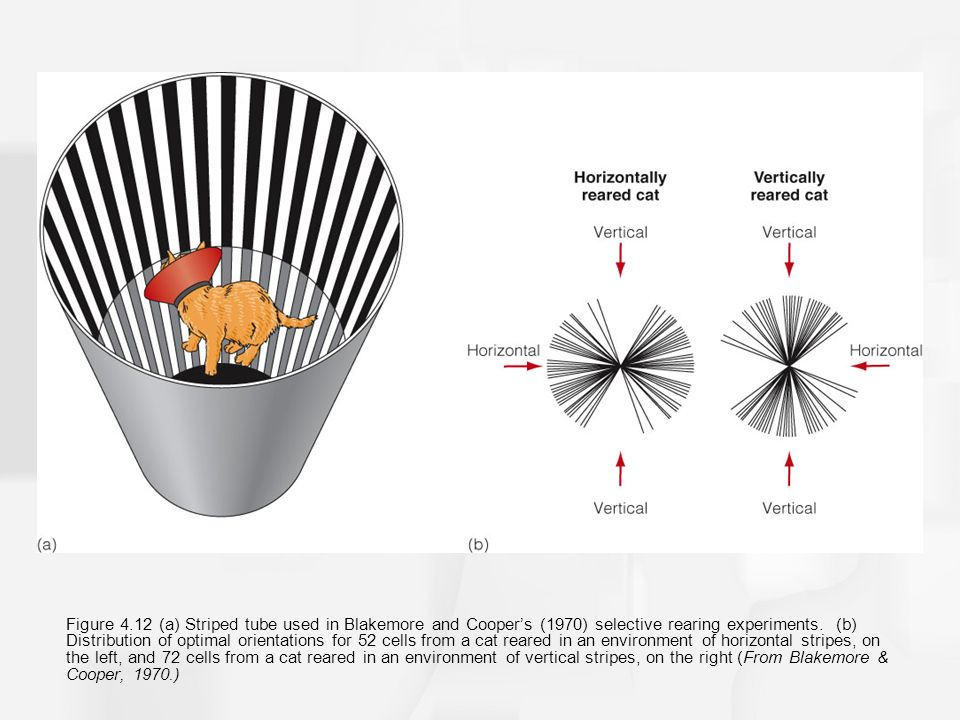 Horizontally
reared cat
Vertically
reared cat
Vertical
Vertical
Horizontal
Horizontal
Vertical
Vertical
(a)
(b)
Figure 4.12 (a) Striped tube used in Blakemore and Cooper’s (1970) selective rearing experiments. (b)
Distribution of optimal orientations for 52 cells from a cat reared in an environment of horizontal stripes, on
the left, and 72 cells from a cat reared in an environment of vertical stripes, on the right (From Blakemore &
Cooper, 1970.)